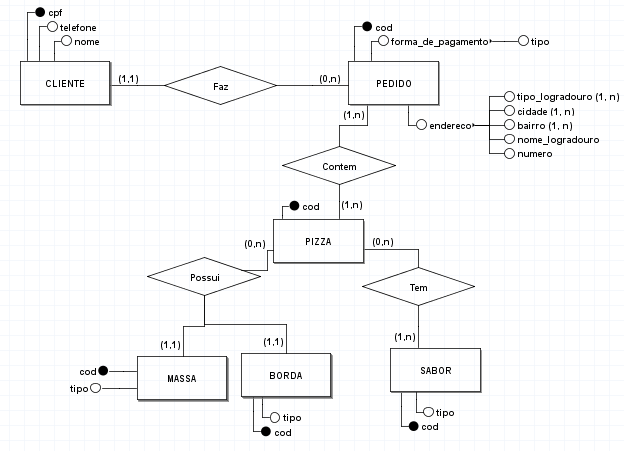 cpf
telefone
nome
CLIENTE
(1,1)
Faz
(0,n)
cod
forma_de_pagamento
tipo
PEDIDO
(1,n)
endereco
tipo_logradouro (1, n)
cidade (1, n)
bairro (1, n)
nome_logradouro
numero
Contem
(1,n)
cod
PIZZA
(0,n)
(0,n)
Possui
Tem
(1,1)
(1,1)
(1,n)
cod
tipo
MASSA
BORDA
tipo
cod
SABOR
tipo
cod